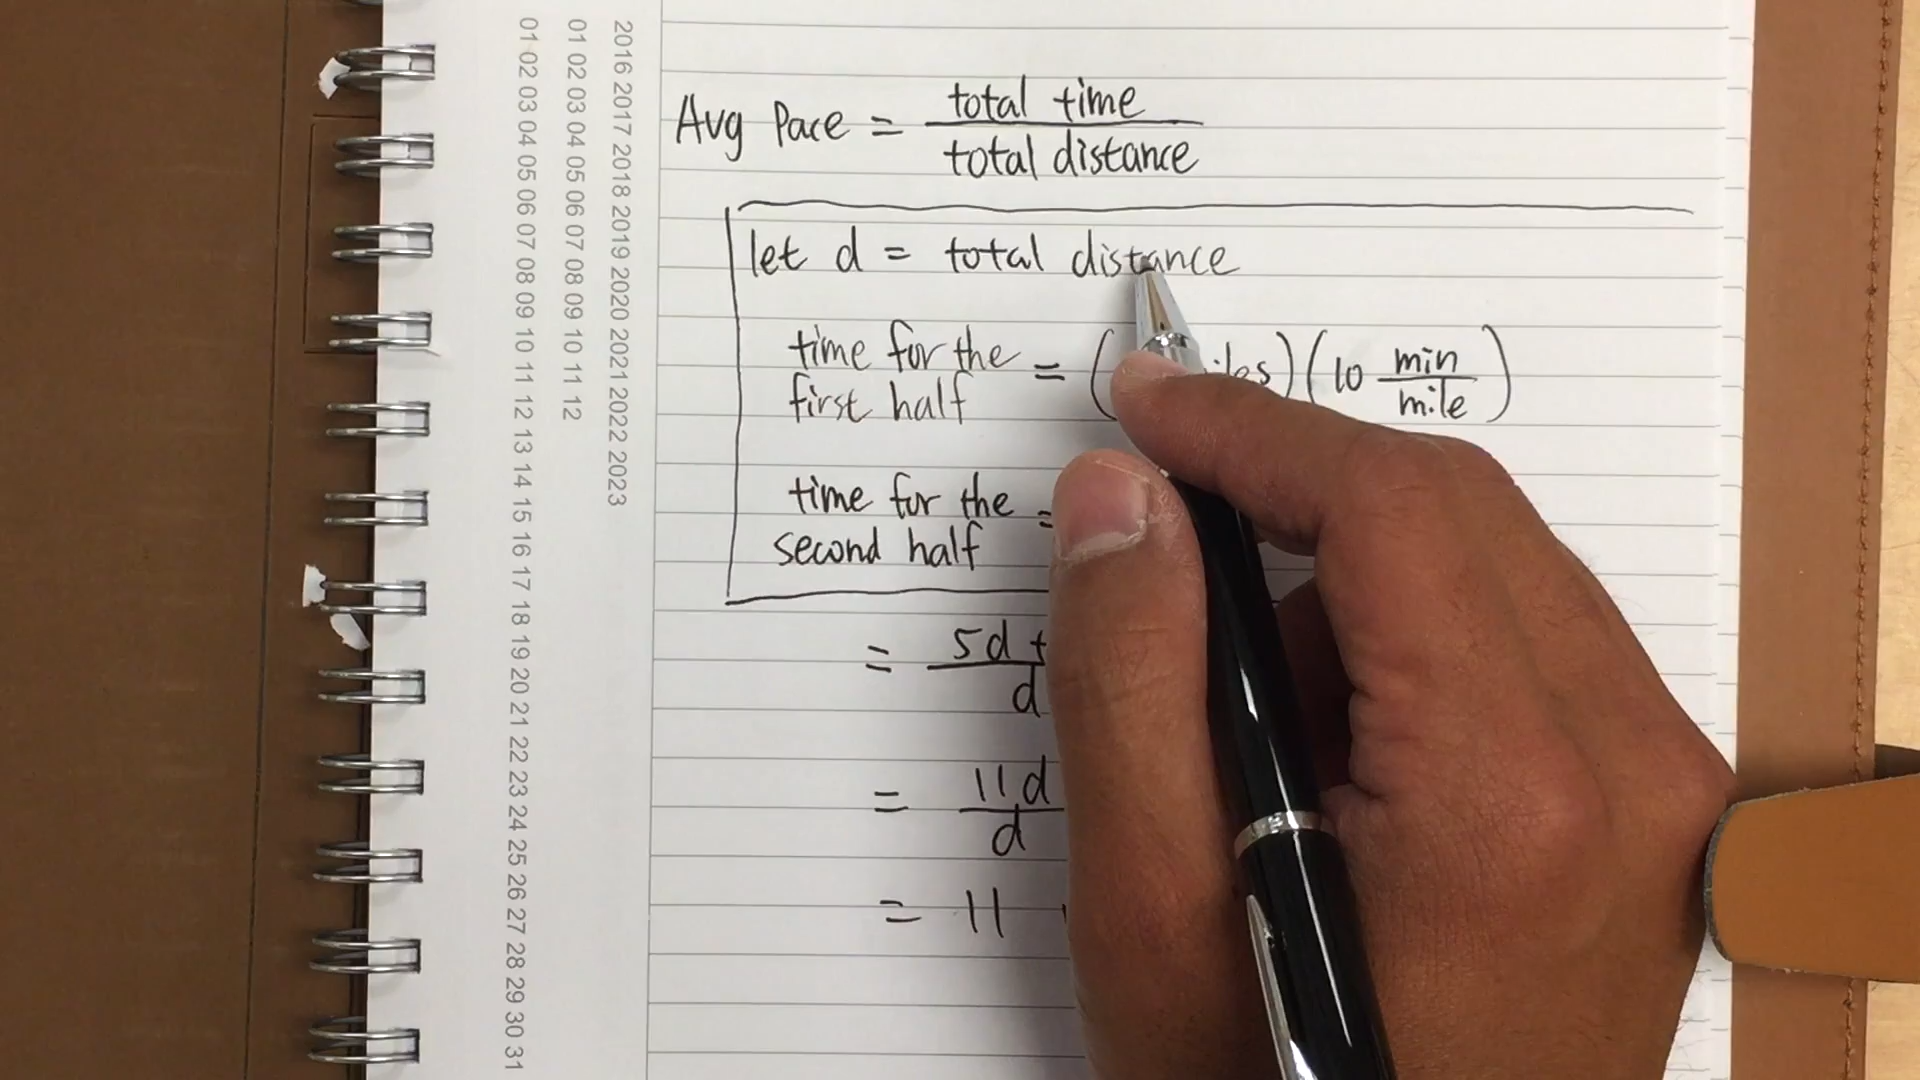 2016 2017 2018 2019 2020 2021 2022 2023
01 02 03 04 05 06 07 08 09 10 11 12
01 02 03 04 05 06 07 08 09 10 11 12 13 14 15 16 17 18 19 20 21 22 23 24 25 26 27 28 29 30 31
Avg Pace = total time
total distance
let d = total distance
time for the
first half = ( ) (10 min
mile )
time for the
second half =
= 5d +
d
= 11d
d
= 11